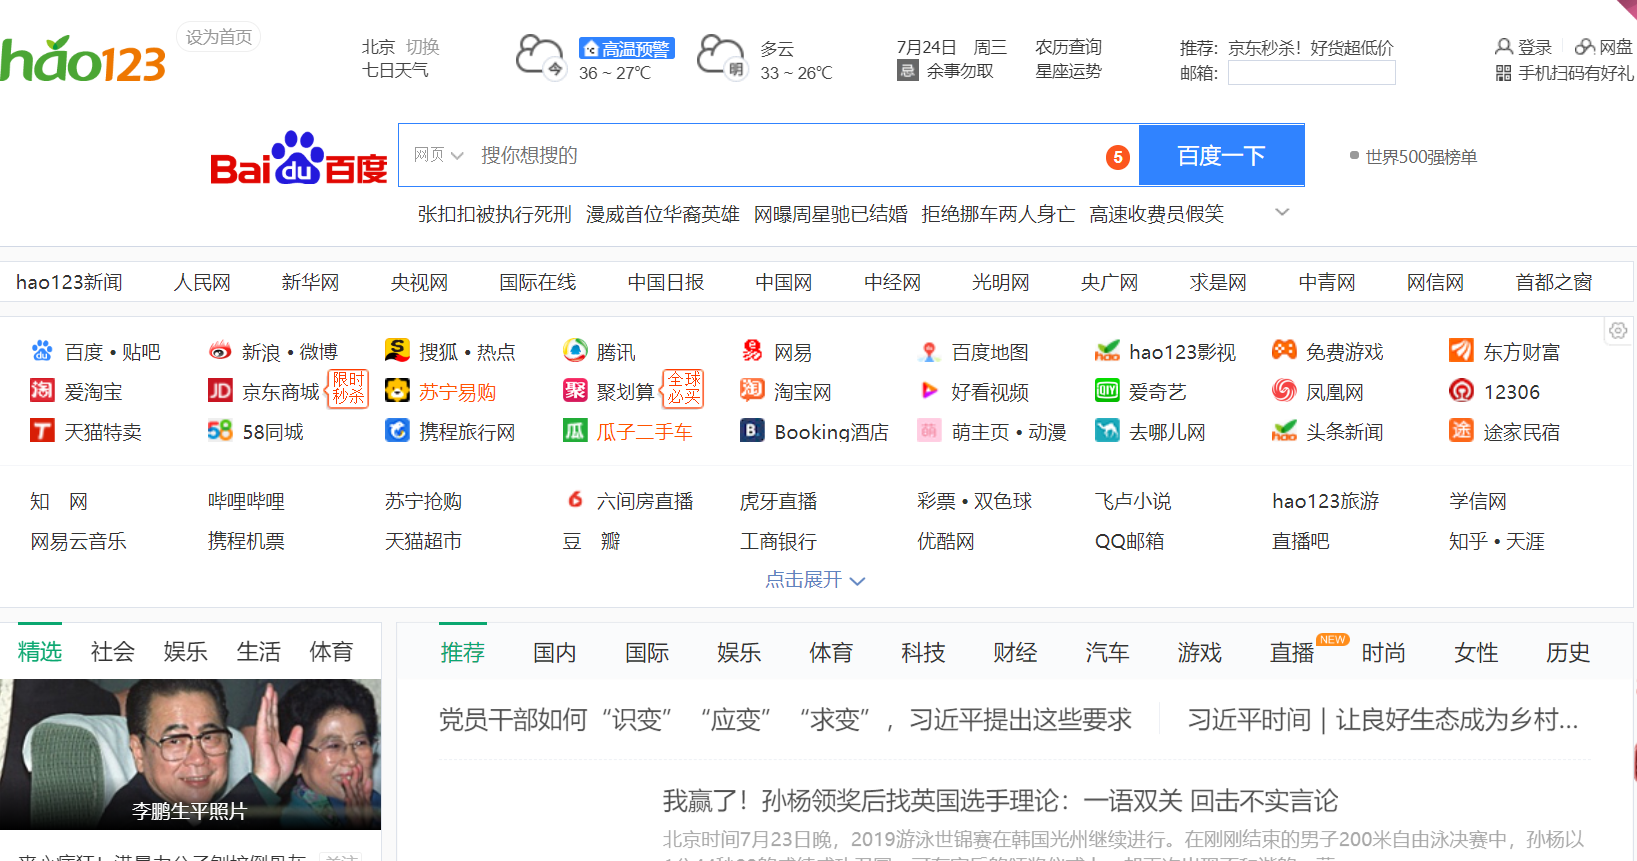 hao123
设为首页
北京 切换
七日天气
今
高温预警
36 ~ 27℃
明
多云
33 ~ 26℃
7月24日 周三
忌 余事勿取
农历查询
星座运势
推荐: 京东秒杀！好货超低价
邮箱:
登录 网盘
手机扫码有好礼
Bai du 百度
网页 搜你想搜的 5 百度一下
世界500强榜单
张扣扣被执行死刑 漫威首位华裔英雄 网曝周星驰已结婚 拒绝挪车两人身亡 高速收费员假笑
hao123新闻 人民网 新华网 央视网 国际在线 中国日报 中国网 中经网 光明网 央广网 求是网 中青网 网信网 首都之窗
百度 • 贴吧 新浪 • 微博 搜狐 • 热点 腾讯 网易 百度地图 hao123影视 免费游戏 东方财富
淘 爱淘宝 JD 京东商城 限时秒杀 苏宁易购 聚 聚划算 全球必买 淘 淘宝网 好看视频 iQIYI 爱奇艺 凤凰网 12306
T 天猫特卖 58 58同城 携程旅行网 瓜 瓜子二手车 B. Booking酒店 萌 萌主页 • 动漫 去哪儿网 hao 头条新闻 途 途家民宿
知 网 哔哩哔哩 苏宁抢购 6 六间房直播 虎牙直播 彩票 • 双色球 飞卢小说 hao123旅游 学信网
网易云音乐 携程机票 天猫超市 豆 瓣 工商银行 优酷网 QQ邮箱 直播吧 知乎 • 天涯
点击展开
精选 社会 娱乐 生活 体育
李鹏生平照片
推荐 国内 国际 娱乐 体育 科技 财经 汽车 游戏 直播 NEW 时尚 女性 历史
党员干部如何“识变”“应变”“求变”，习近平提出这些要求 习近平时间｜让良好生态成为乡村...
我赢了！孙杨领奖后找英国选手理论：一语双关 回击不实言论
北京时间7月23日晚，2019游泳世锦赛在韩国光州继续进行。在刚刚结束的男子200米自由泳决赛中，孙杨以